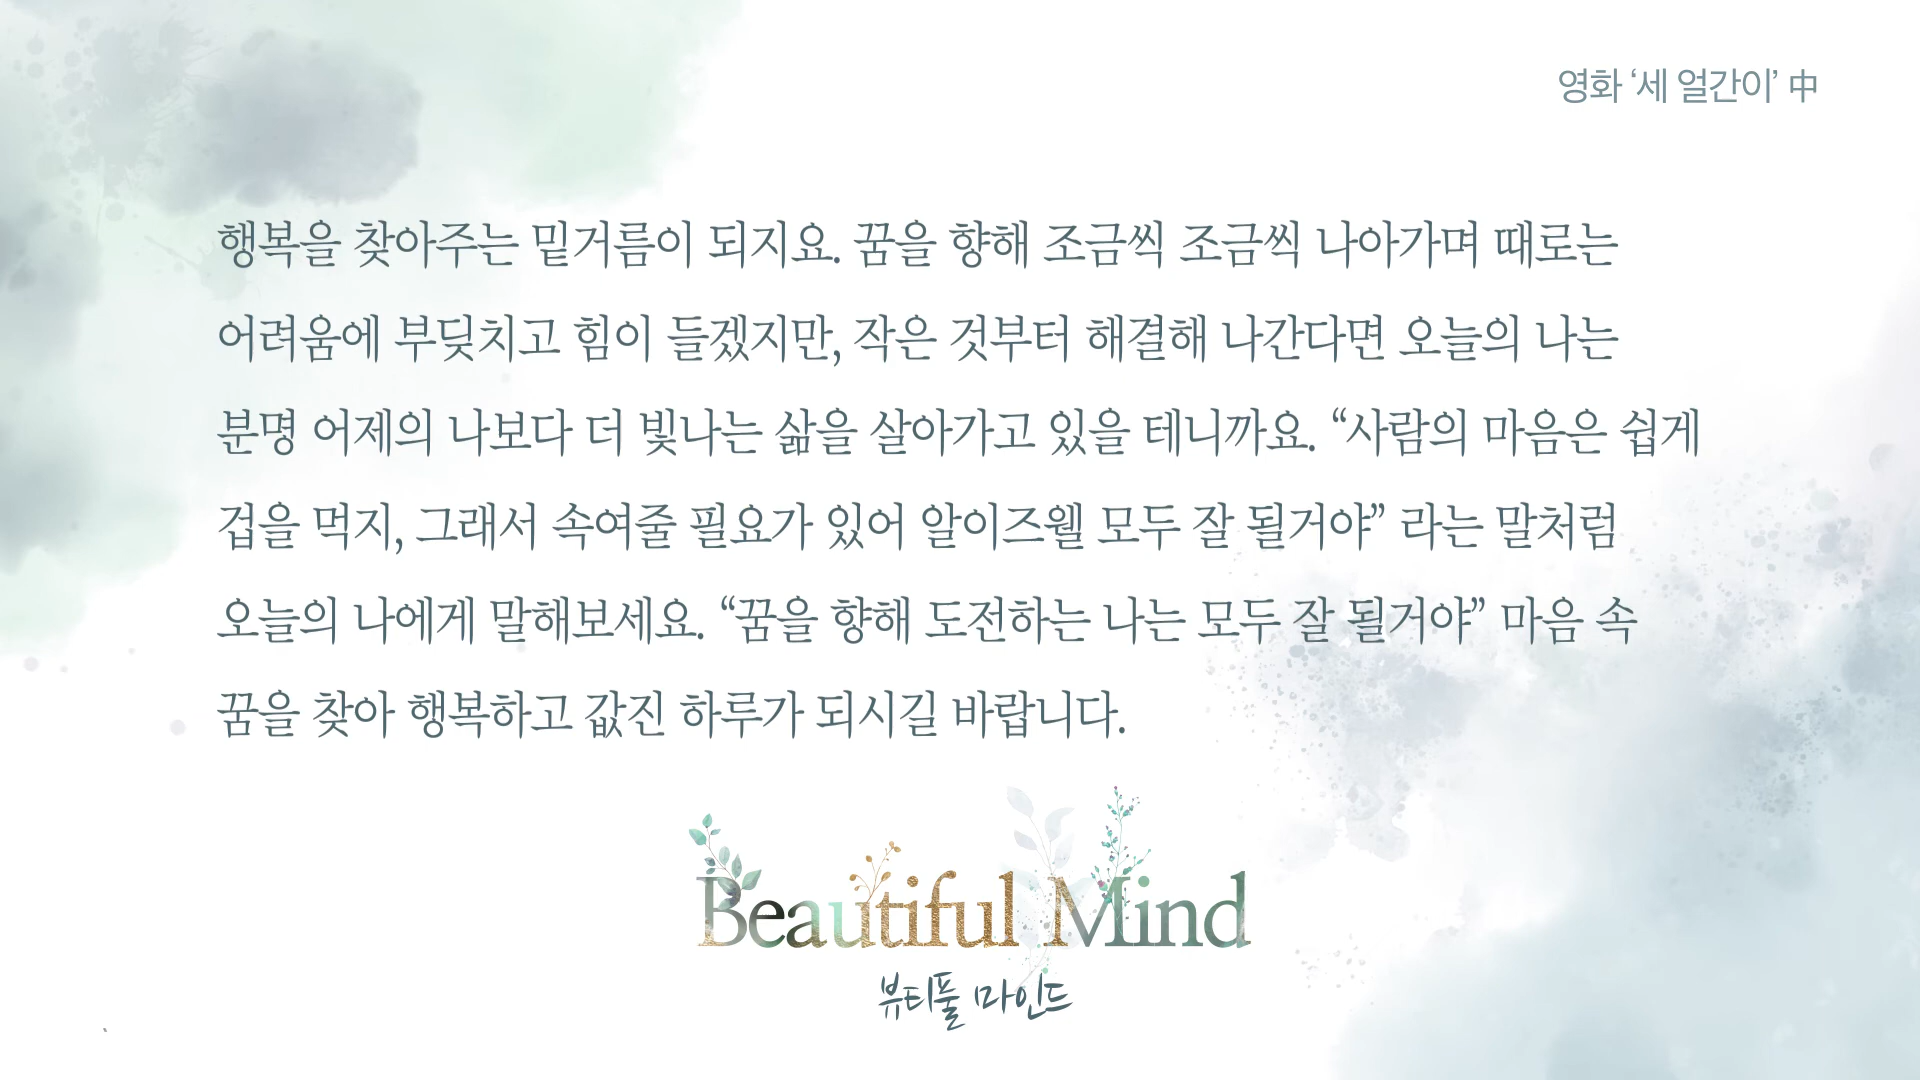 영화 ‘세 얼간이’ 中
행복을 찾아주는 밑거름이 되지요. 꿈을 향해 조금씩 조금씩 나아가며 때로는
어려움에 부딪치고 힘이 들겠지만, 작은 것부터 해결해 나간다면 오늘의 나는
분명 어제의 나보다 더 빛나는 삶을 살아가고 있을 테니까요. “사람의 마음은 쉽게
겁을 먹지, 그래서 속여줄 필요가 있어 알이즈웰 모두 잘 될거야” 라는 말처럼
오늘의 나에게 말해보세요. “꿈을 향해 도전하는 나는 모두 잘 될거야” 마음 속
꿈을 찾아 행복하고 값진 하루가 되시길 바랍니다.
Beautiful Mind
뷰티풀 마인드